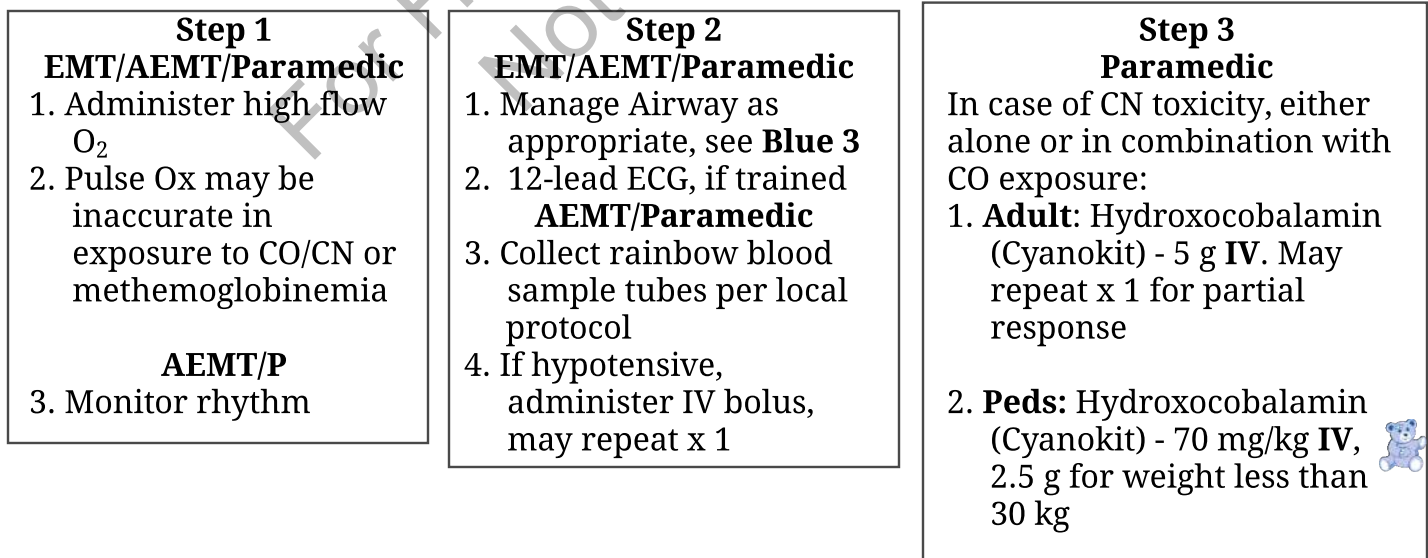 Step 1
EMT/AEMT/Paramedic
1. Administer high flow
O₂
2. Pulse Ox may be
inaccurate in
exposure to CO/CN or
methemoglobinemia
AEMT/P
3. Monitor rhythm
Step 2
EMT/AEMT/Paramedic
1. Manage Airway as
appropriate, see Blue 3
2. 12-lead ECG, if trained
AEMT/Paramedic
3. Collect rainbow blood
sample tubes per local
protocol
4. If hypotensive,
administer IV bolus,
may repeat x 1
Step 3
Paramedic
In case of CN toxicity, either
alone or in combination with
CO exposure:
1. Adult: Hydroxocobalamin
(Cyanokit) - 5 g IV. May
repeat x 1 for partial
response
2. Peds: Hydroxocobalamin
(Cyanokit) - 70 mg/kg IV,
2.5 g for weight less than
30 kg
For
Not